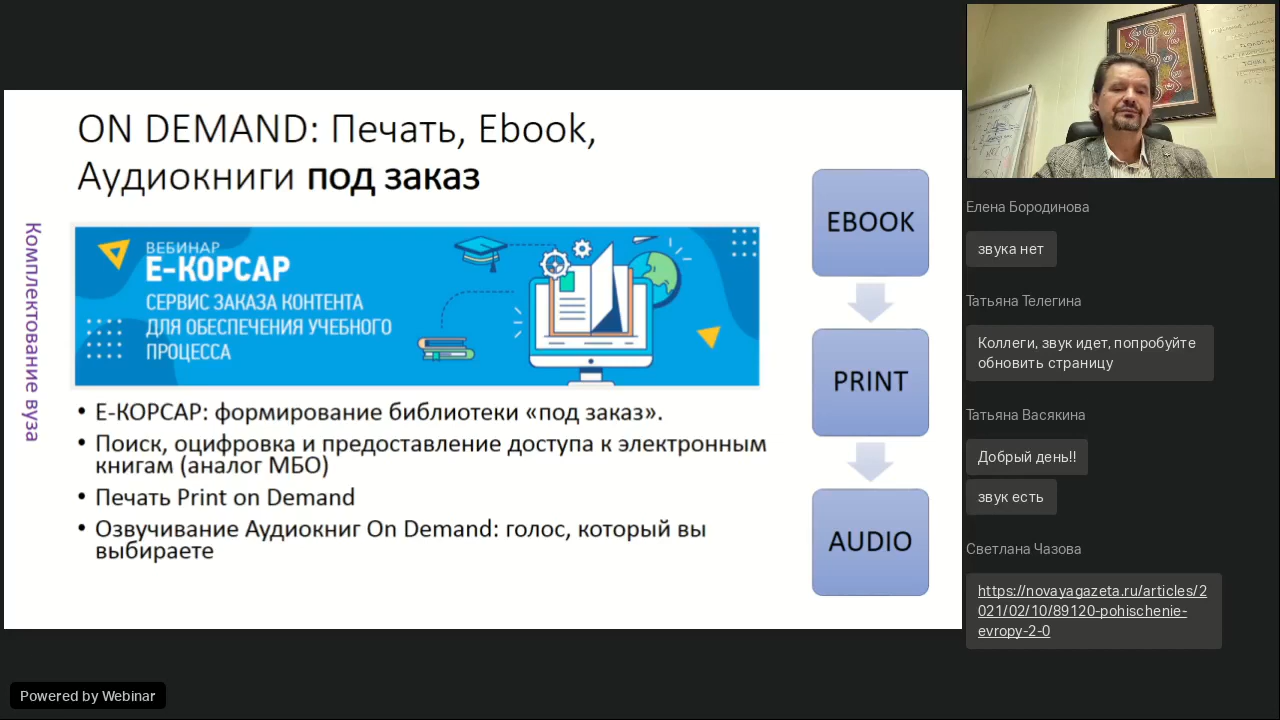 ON DEMAND: Печать, Ebook,
Аудиокниги под заказ
Комплектование вуза
ВЕБИНАР
Е-КОРСАР
СЕРВИС ЗАКАЗА КОНТЕНТА
ДЛЯ ОБЕСПЕЧЕНИЯ УЧЕБНОГО
ПРОЦЕССА
• Е-КОРСАР: формирование библиотеки «под заказ».
• Поиск, оцифровка и предоставление доступа к электронным
книгам (аналог МБО)
• Печать Print on Demand
• Озвучивание Аудиокниг On Demand: голос, который вы
выбираете
EBOOK
PRINT
AUDIO
Елена Бородинова
звука нет
Татьяна Телегина
Коллеги, звук идет, попробуйте
обновить страницу
Татьяна Васякина
Добрый день!!
звук есть
Светлана Чазова
https://novayagazeta.ru/articles/2
021/02/10/89120-pohischenie-
evropy-2-0
Powered by Webinar